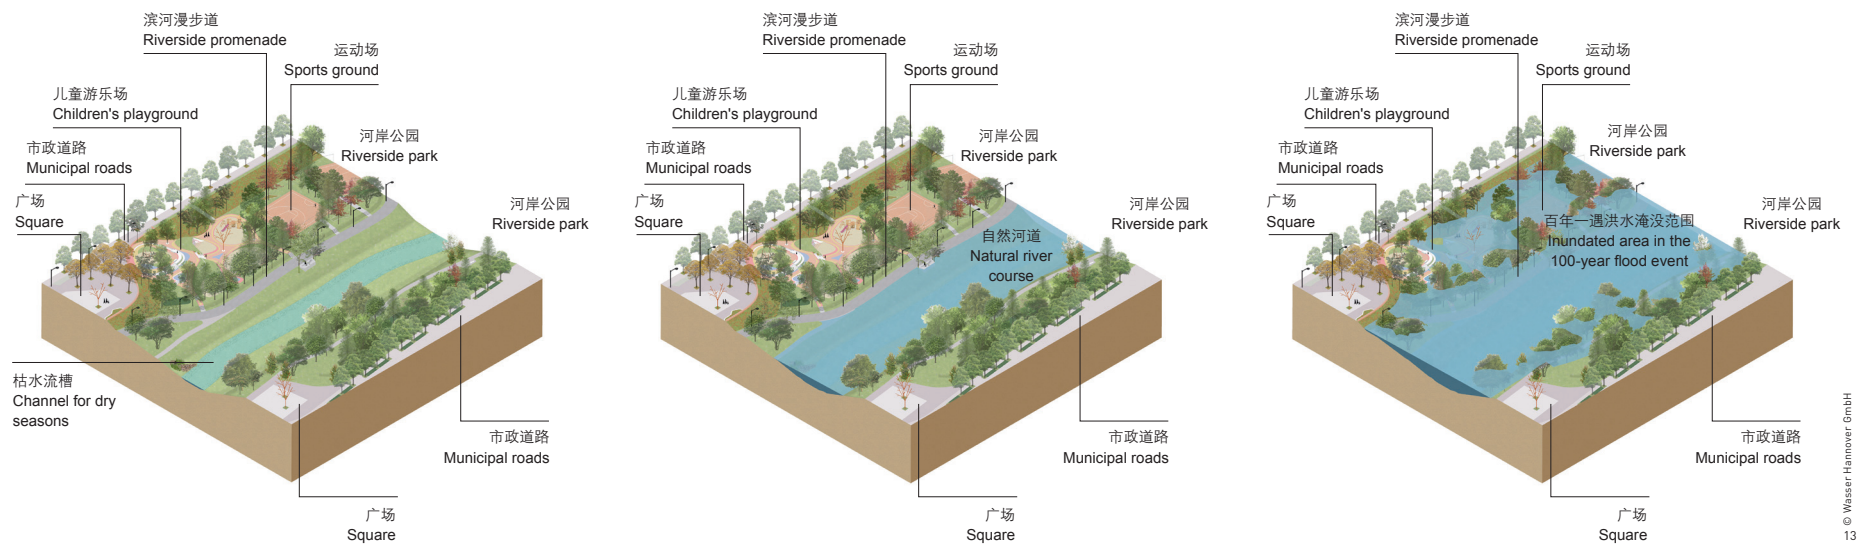 滨河漫步道
Riverside promenade
运动场
Sports ground
儿童游乐场
Children's playground
河岸公园
Riverside park
市政道路
Municipal roads
广场
Square
河岸公园
Riverside park
枯水流槽
Channel for dry
seasons
市政道路
Municipal roads
广场
Square
滨河漫步道
Riverside promenade
运动场
Sports ground
儿童游乐场
Children's playground
河岸公园
Riverside park
市政道路
Municipal roads
广场
Square
河岸公园
Riverside park
自然河道
Natural river
course
市政道路
Municipal roads
广场
Square
滨河漫步道
Riverside promenade
运动场
Sports ground
儿童游乐场
Children's playground
河岸公园
Riverside park
市政道路
Municipal roads
广场
Square
河岸公园
Riverside park
百年一遇洪水淹没范围
Inundated area in the
100-year flood event
市政道路
Municipal roads
广场
Square
© Wasser Hannover GmbH
13